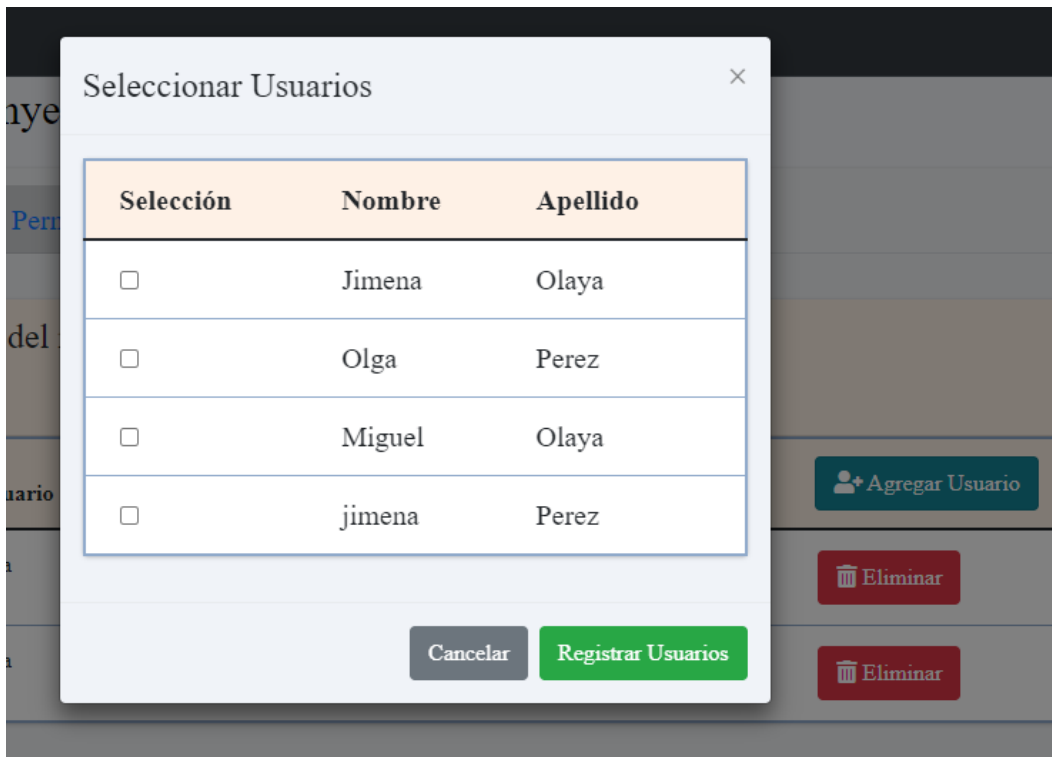 Seleccionar Usuarios ×
Selección Nombre Apellido
Jimena Olaya
Olga Perez
Miguel Olaya
jimena Perez
Cancelar Registrar Usuarios
del
Agregar Usuario
Eliminar
Eliminar